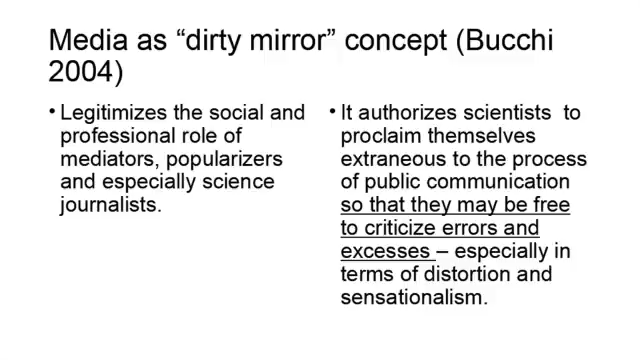 Media as “dirty mirror” concept (Bucchi
2004)
• Legitimizes the social and
professional role of
mediators, popularizers
and especially science
journalists.
• It authorizes scientists  to
proclaim themselves
extraneous to the process
of public communication
so that they may be free
to criticize errors and
excesses – especially in
terms of distortion and
sensationalism.